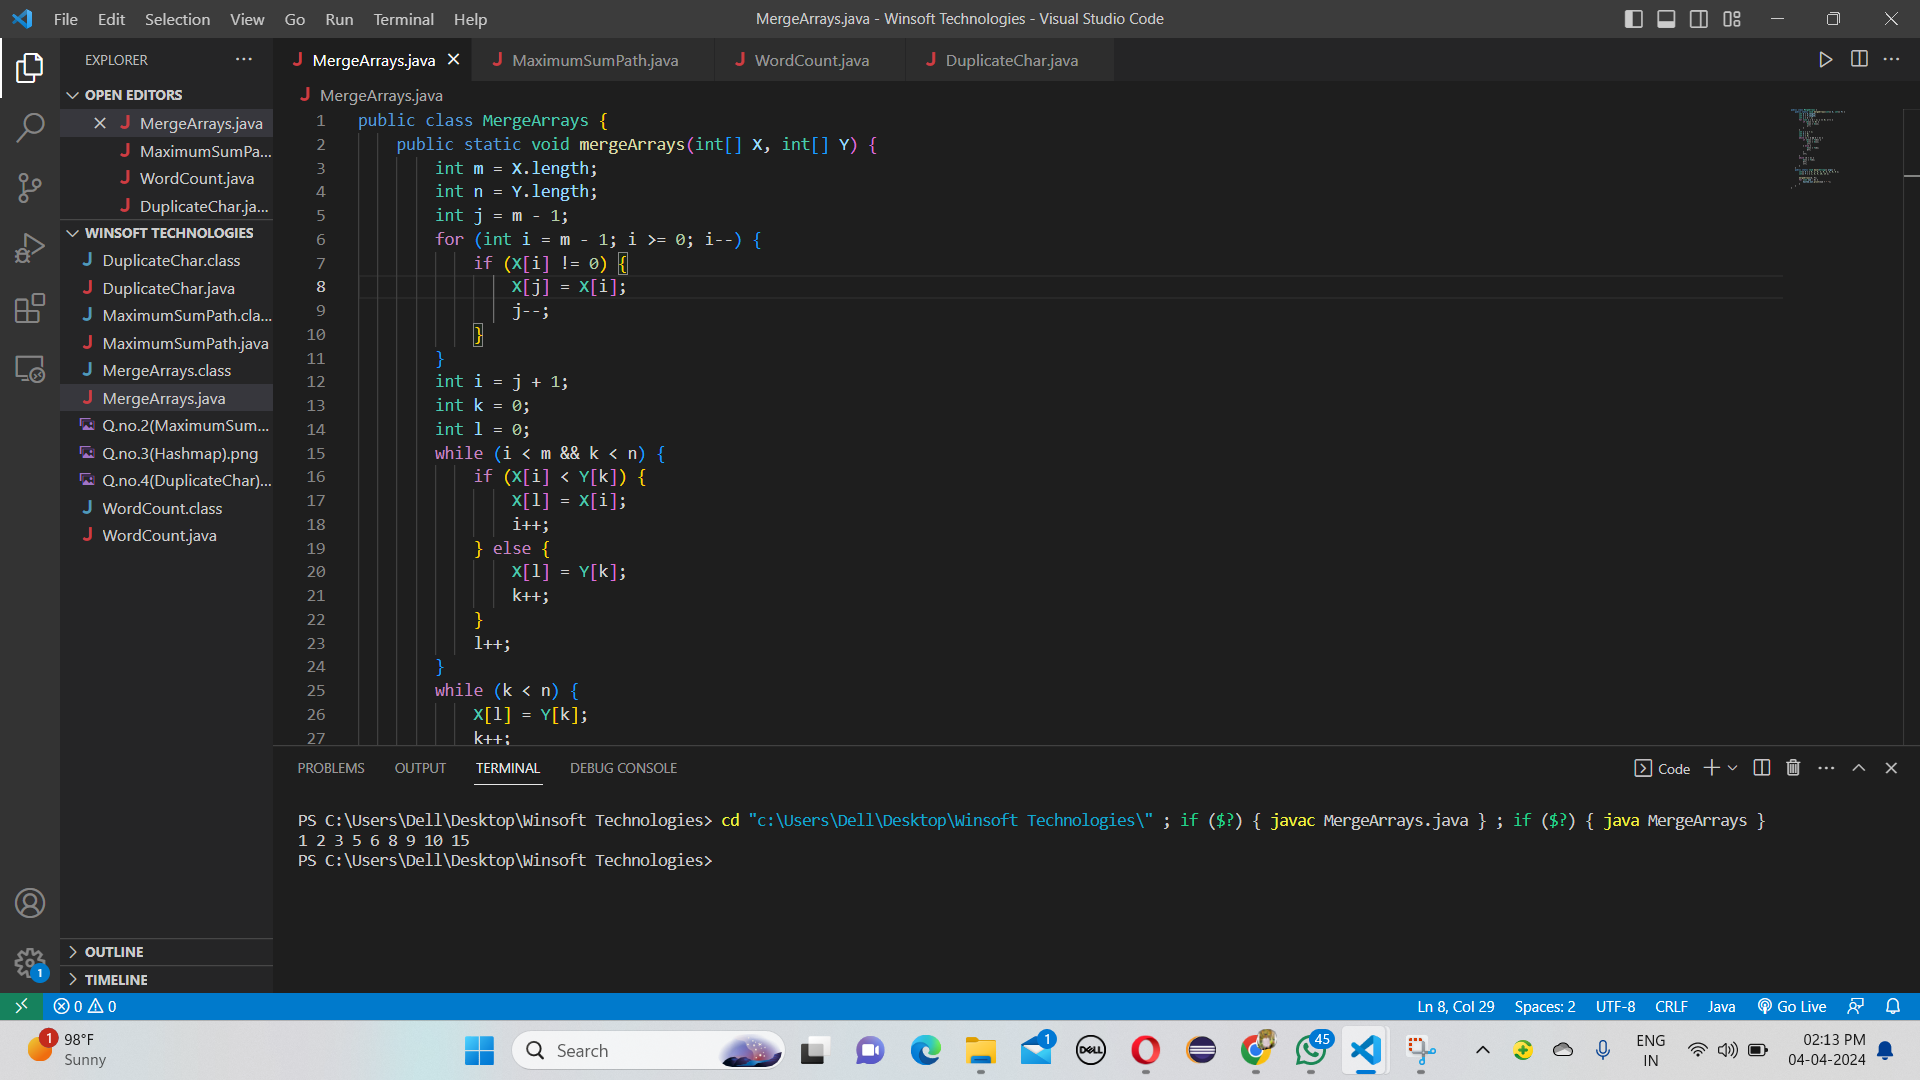 File Edit Selection View Go Run Terminal Help
MergeArrays.java - Winsoft Technologies - Visual Studio Code
EXPLORER
OPEN EDITORS
MergeArrays.java
MaximumSumPa...
WordCount.java
DuplicateChar.ja...
WINSOFT TECHNOLOGIES
DuplicateChar.class
DuplicateChar.java
MaximumSumPath.cla...
MaximumSumPath.java
MergeArrays.class
MergeArrays.java
Q.no.2(MaximumSum...
Q.no.3(Hashmap).png
Q.no.4(DuplicateChar)...
WordCount.class
WordCount.java
OUTLINE
TIMELINE
MergeArrays.java MaximumSumPath.java WordCount.java DuplicateChar.java
MergeArrays.java
1 public class MergeArrays {
2 public static void mergeArrays(int[] X, int[] Y) {
3 int m = X.length;
4 int n = Y.length;
5 int j = m - 1;
6 for (int i = m - 1; i >= 0; i--) {
7 if (X[i] != 0) {
8 X[j] = X[i];
9 j--;
10 }
11 }
12 int i = j + 1;
13 int k = 0;
14 int l = 0;
15 while (i < m && k < n) {
16 if (X[i] < Y[k]) {
17 X[l] = X[i];
18 i++;
19 } else {
20 X[l] = Y[k];
21 k++;
22 }
23 l++;
24 }
25 while (k < n) {
26 X[l] = Y[k];
27 k++;
PROBLEMS OUTPUT TERMINAL DEBUG CONSOLE
Code
PS C:\Users\Dell\Desktop\Winsoft Technologies> cd "c:\Users\Dell\Desktop\Winsoft Technologies\" ; if ($?) { javac MergeArrays.java } ; if ($?) { java MergeArrays }
1 2 3 5 6 8 9 10 15
PS C:\Users\Dell\Desktop\Winsoft Technologies>
1
0 0
Ln 8, Col 29 Spaces: 2 UTF-8 CRLF Java Go Live
1
98°F
Sunny
Search
1
DELL
45
ENG
IN
02:13 PM
04-04-2024